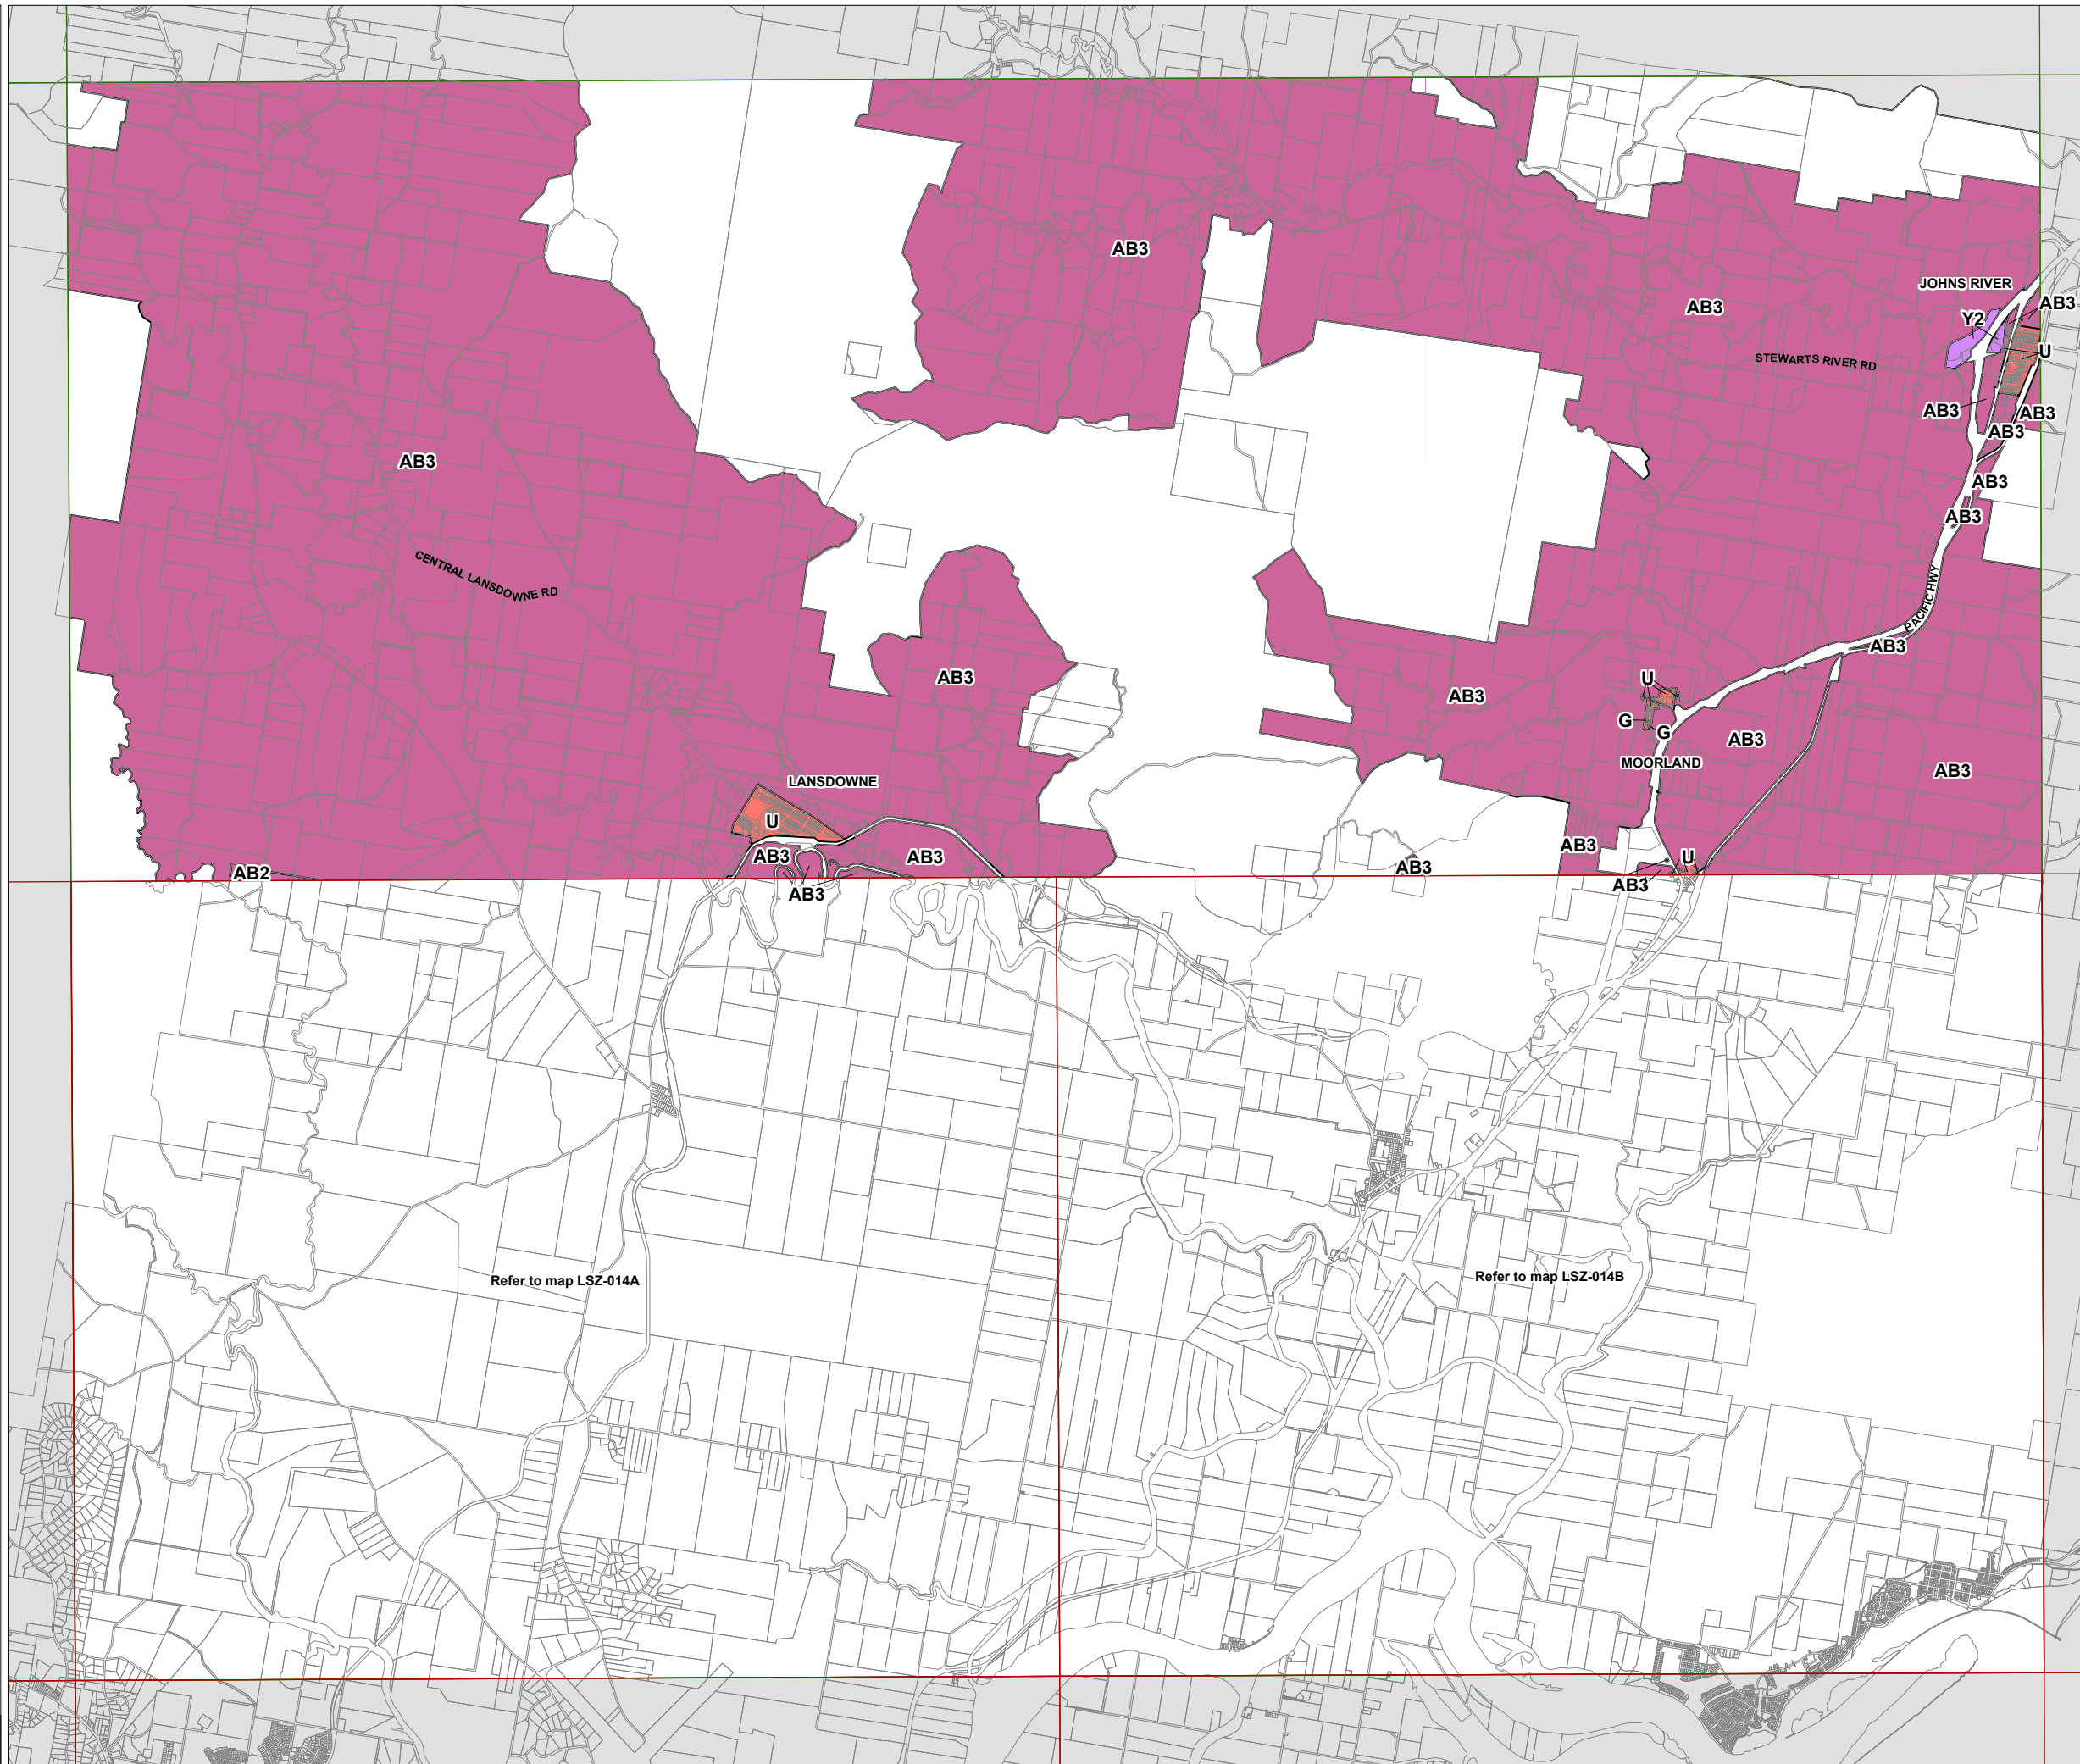 AB3
JOHNS RIVER
AB3
AB3
Y2
U
STEWARTS RIVER RD
AB3
AB3
AB3
AB3
AB3
AB3
CENTRAL LANSDOWNE RD
PACIFIC HWY
AB3
AB3
U
AB3
G
G
AB3
MOORLAND
AB3
LANSDOWNE
U
AB3
AB3
AB3
U
AB3
AB2
AB3
AB3
Refer to map LSZ-014A
Refer to map LSZ-014B